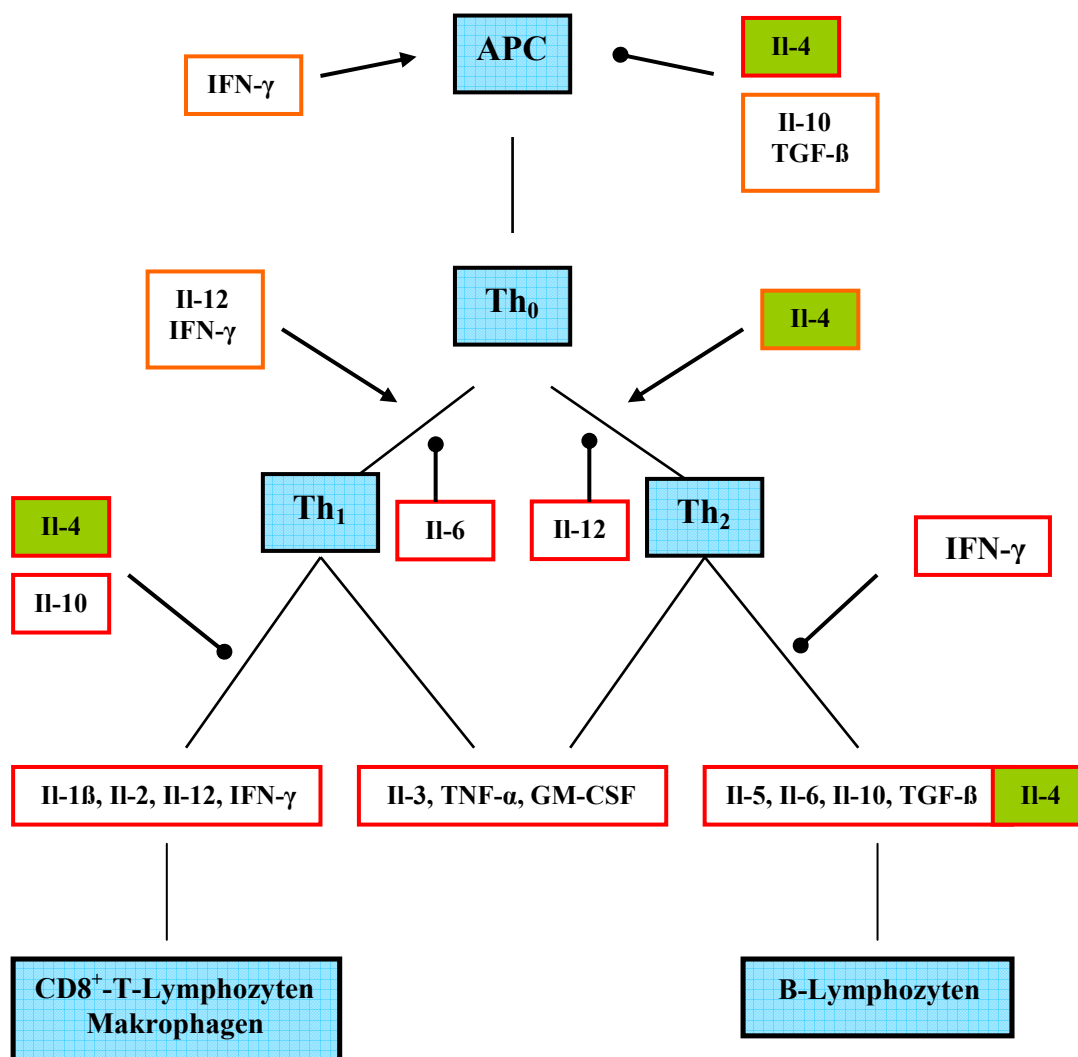 APC
Il-4
IFN-γ
Il-10
TGF-ß
Th₀
Il-12
IFN-γ
Il-4
Th₁
Il-6
Il-12
Th₂
Il-4
IFN-γ
Il-10
Il-1ß, Il-2, Il-12, IFN-γ
Il-3, TNF-α, GM-CSF
Il-5, Il-6, Il-10, TGF-ß
Il-4
CD8⁺-T-Lymphozyten
Makrophagen
B-Lymphozyten